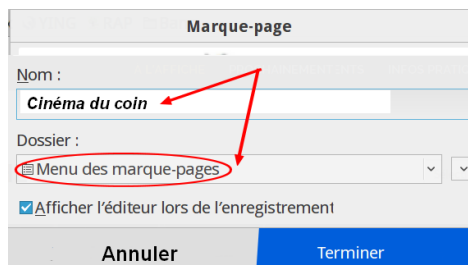 Marque-page
Nom :
Cinéma du coin
Dossier :
Menu des marque-pages
Afficher l'éditeur lors de l'enregistrement
Annuler
Terminer